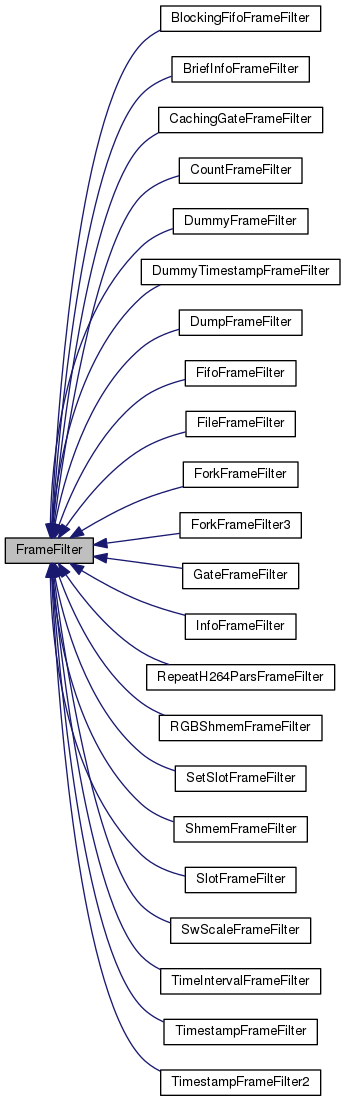 BlockingFifoFrameFilter
BriefInfoFrameFilter
CachingGateFrameFilter
CountFrameFilter
DummyFrameFilter
DummyTimestampFrameFilter
DumpFrameFilter
FifoFrameFilter
FileFrameFilter
ForkFrameFilter
ForkFrameFilter3
FrameFilter
GateFrameFilter
InfoFrameFilter
RepeatH264ParsFrameFilter
RGBShmemFrameFilter
SetSlotFrameFilter
ShmemFrameFilter
SlotFrameFilter
SwScaleFrameFilter
TimeIntervalFrameFilter
TimestampFrameFilter
TimestampFrameFilter2